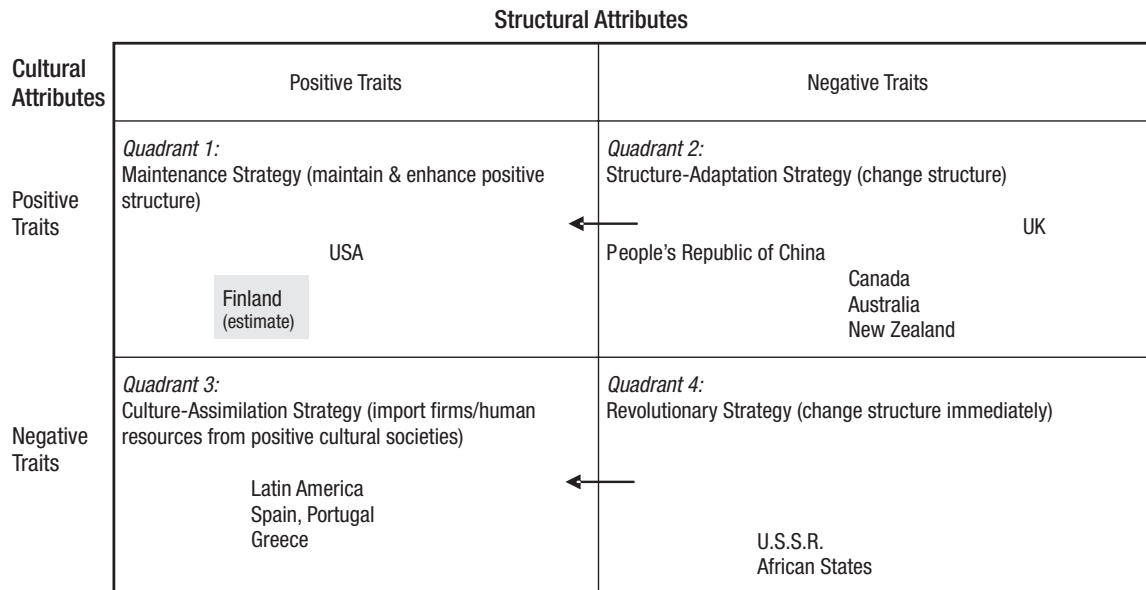 Structural Attributes
Cultural
Attributes
Positive Traits
Negative Traits
Positive
Traits
Quadrant 1:
Maintenance Strategy (maintain & enhance positive
structure)
USA
Finland
(estimate)
Quadrant 2:
Structure-Adaptation Strategy (change structure)
UK
People’s Republic of China
Canada
Australia
New Zealand
Negative
Traits
Quadrant 3:
Culture-Assimilation Strategy (import firms/human
resources from positive cultural societies)
Latin America
Spain, Portugal
Greece
Quadrant 4:
Revolutionary Strategy (change structure immediately)
U.S.S.R.
African States